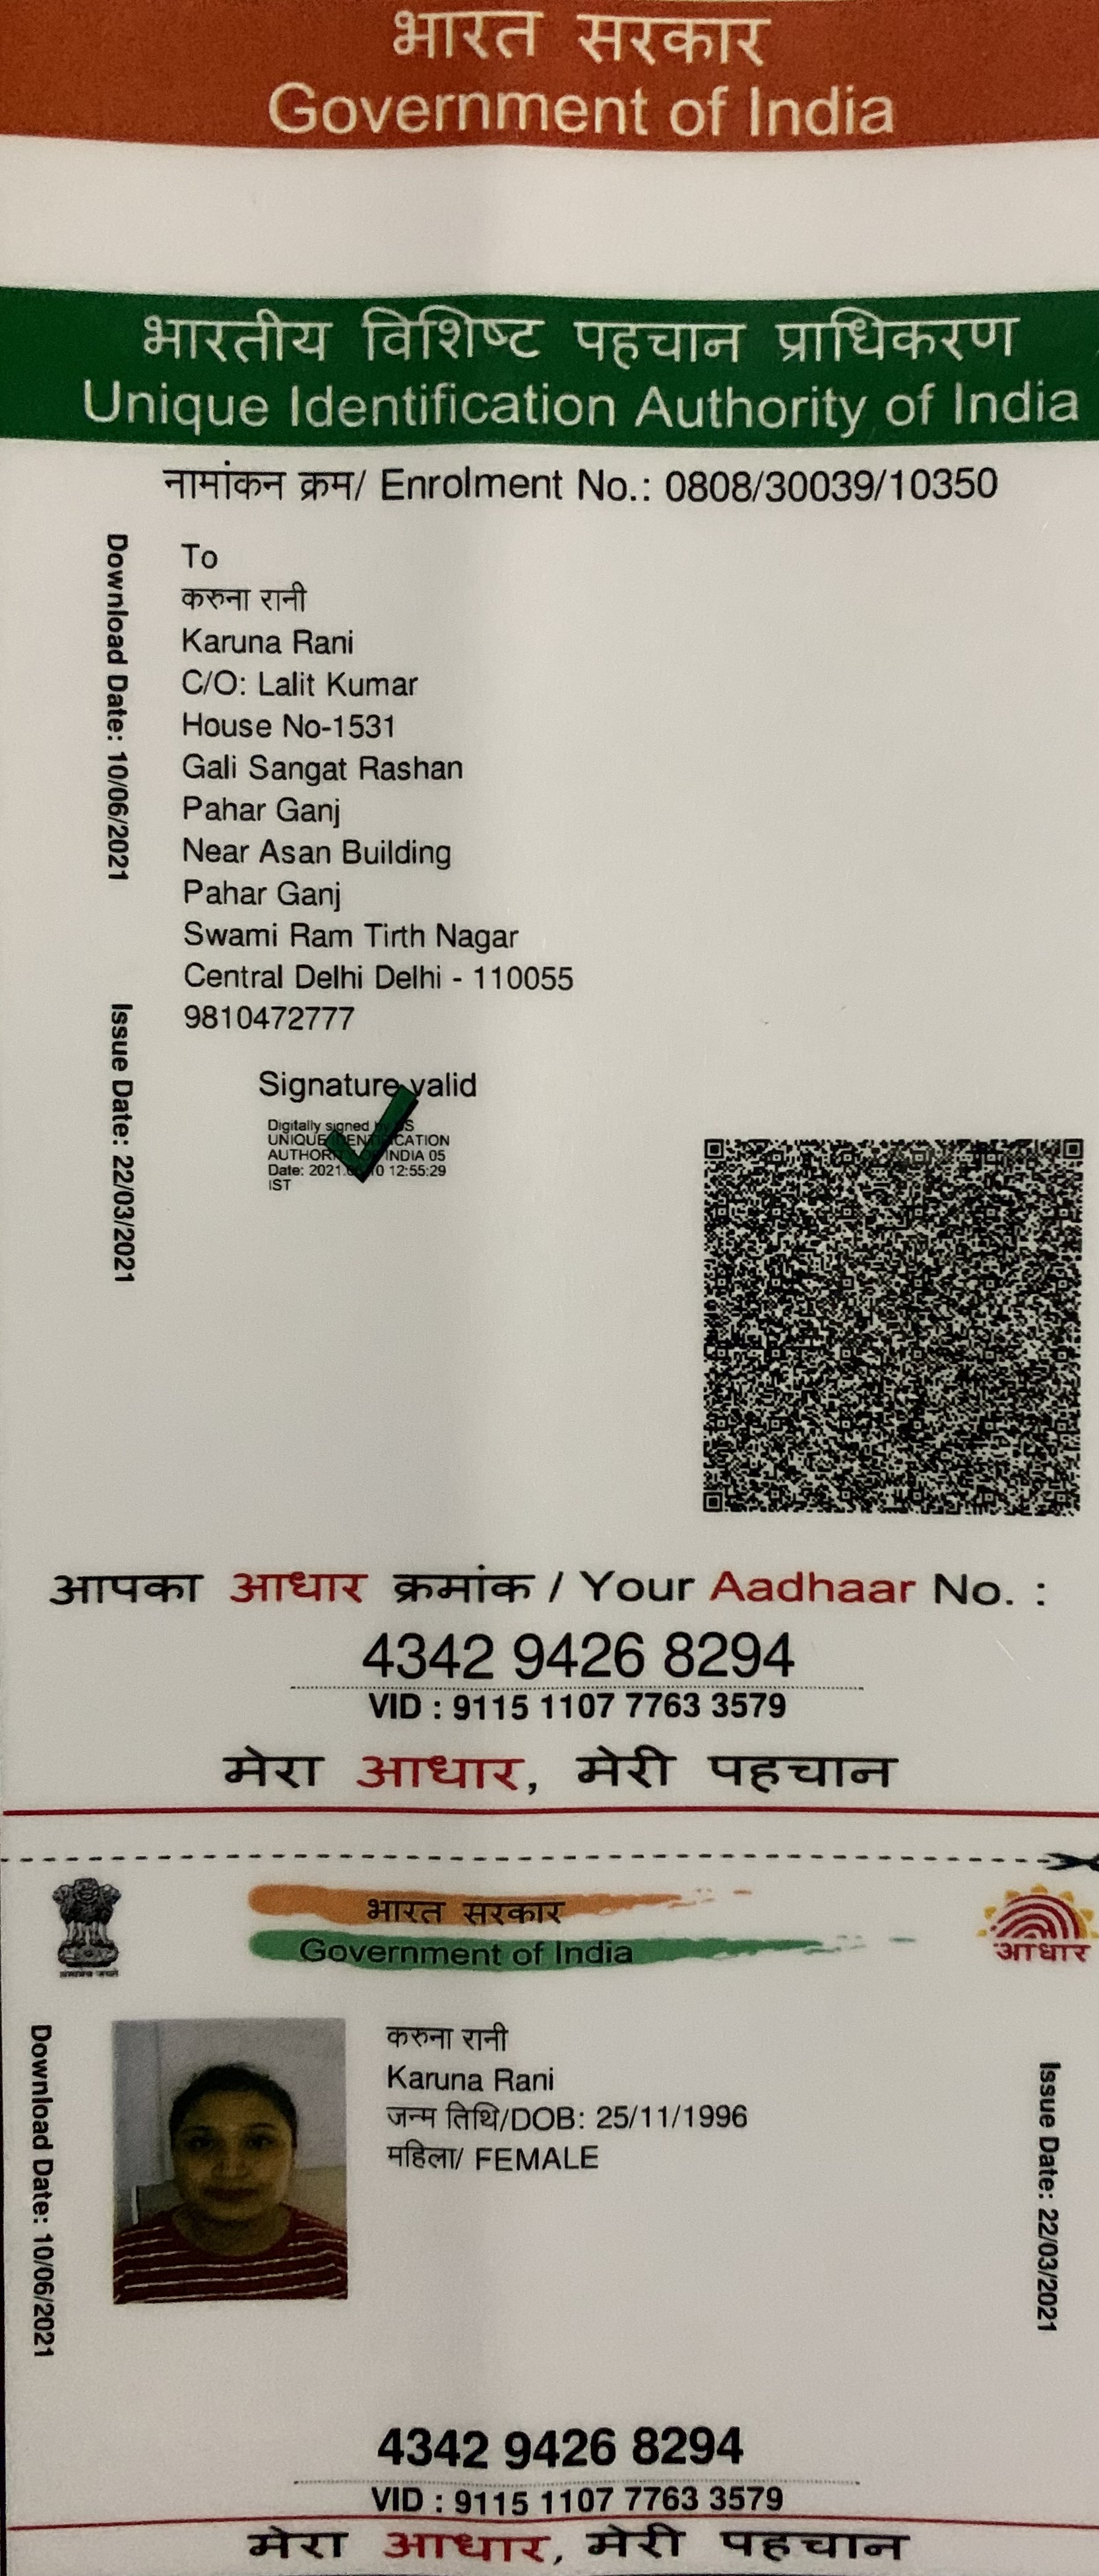 भारत सरकार
Government of India
भारतीय विशिष्ट पहचान प्राधिकरण
Unique Identification Authority of India
नामांकन क्रम/ Enrolment No.: 0808/30039/10350
Download Date: 10/06/2021
Issue Date: 22/03/2021
To
करुना रानी
Karuna Rani
C/O: Lalit Kumar
House No-1531
Gali Sangat Rashan
Pahar Ganj
Near Asan Building
Pahar Ganj
Swami Ram Tirth Nagar
Central Delhi Delhi - 110055
9810472777
Signature valid
Digitally signed
UNIQUE
INDIA 05
Date: 12:55:29
IST
आपका आधार क्रमांक / Your Aadhaar No. :
4342 9426 8294
VID : 9115 1107 7763 3579
मेरा आधार, मेरी पहचान
भारत सरकार
Government of India
आधार
Download Date: 10/06/2021
करुना रानी
Karuna Rani
जन्म तिथि/DOB: 25/11/1996
महिला/ FEMALE
Issue Date: 22/03/2021
4342 9426 8294
VID : 9115 1107 7763 3579
मेरा आधार, मेरी पहचान